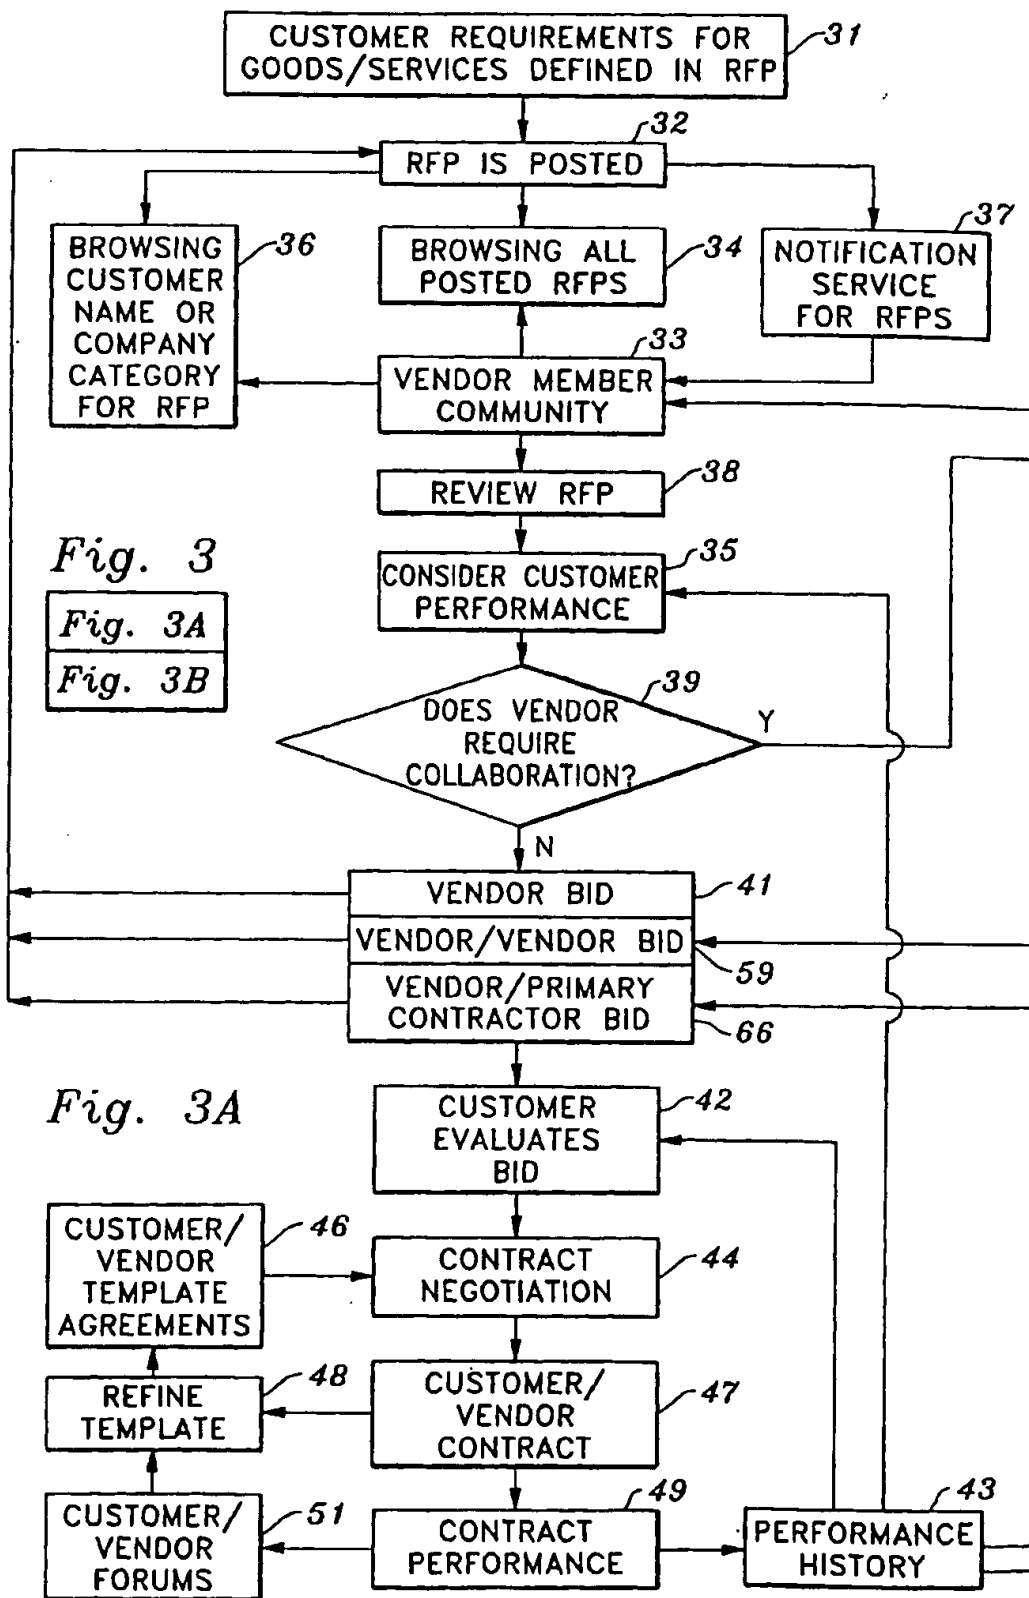 CUSTOMER REQUIREMENTS FOR
GOODS/SERVICES DEFINED IN RFP
31
32
RFP IS POSTED
36
BROWSING
CUSTOMER
NAME OR
COMPANY
CATEGORY
FOR RFP
BROWSING ALL
POSTED RFPS
34
37
NOTIFICATION
SERVICE
FOR RFPS
33
VENDOR MEMBER
COMMUNITY
REVIEW RFP
38
Fig. 3
Fig. 3A
Fig. 3B
35
CONSIDER CUSTOMER
PERFORMANCE
39
DOES VENDOR
REQUIRE
COLLABORATION?
Y
N
VENDOR BID
41
VENDOR/VENDOR BID
59
VENDOR/PRIMARY
CONTRACTOR BID
66
Fig. 3A
CUSTOMER
EVALUATES
BID
42
CUSTOMER/
VENDOR
TEMPLATE
AGREEMENTS
46
CONTRACT
NEGOTIATION
44
REFINE
TEMPLATE
48
CUSTOMER/
VENDOR
CONTRACT
47
CUSTOMER/
VENDOR
FORUMS
51
CONTRACT
PERFORMANCE
49
PERFORMANCE
HISTORY
43